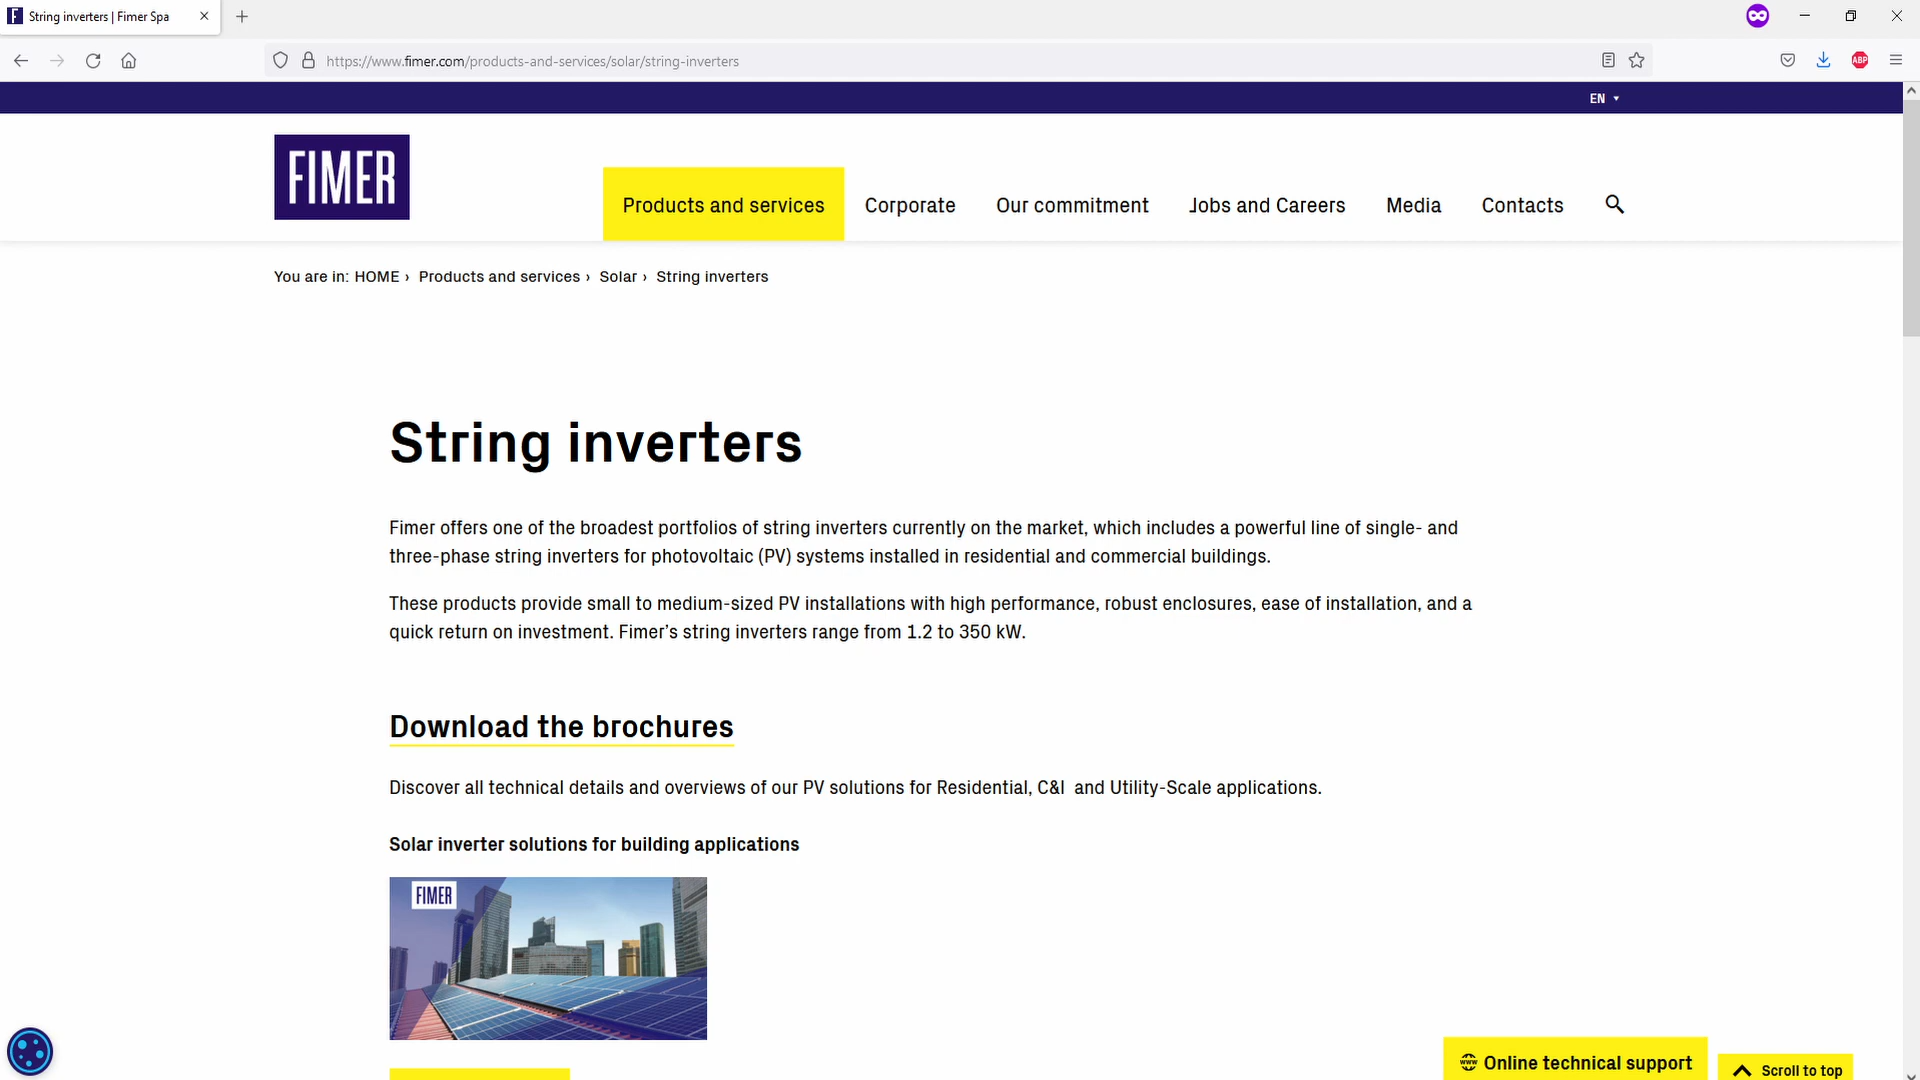 String inverters | Fimer Spa
https://www.fimer.com/products-and-services/solar/string-inverters
ABP
EN
FIMER
Products and services
Corporate
Our commitment
Jobs and Careers
Media
Contacts
You are in: HOME › Products and services › Solar › String inverters
String inverters
Fimer offers one of the broadest portfolios of string inverters currently on the market, which includes a powerful line of single- and
three-phase string inverters for photovoltaic (PV) systems installed in residential and commercial buildings.
These products provide small to medium-sized PV installations with high performance, robust enclosures, ease of installation, and a
quick return on investment. Fimer’s string inverters range from 1.2 to 350 kW.
Download the brochures
Discover all technical details and overviews of our PV solutions for Residential, C&I and Utility-Scale applications.
Solar inverter solutions for building applications
FIMER
www Online technical support
Scroll to top